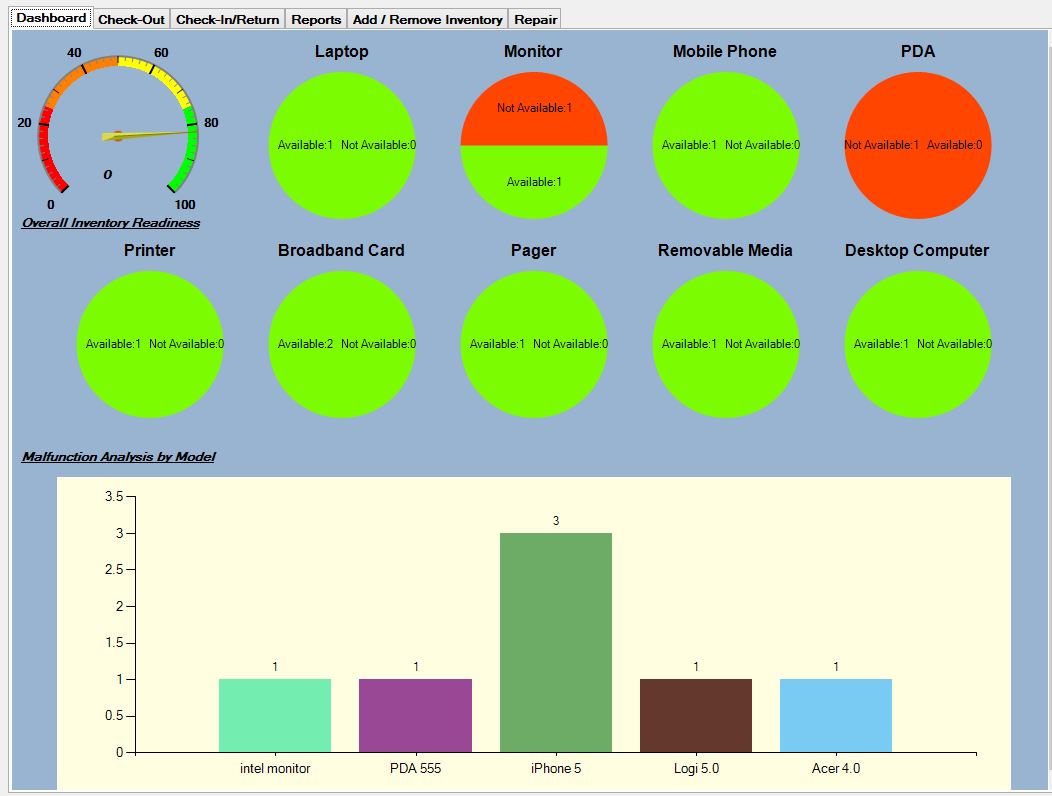 Dashboard Check-Out Check-In/Return Reports Add / Remove Inventory Repair
0 20 40 60 80 100
0
Overall Inventory Readiness
Laptop
Available:1 Not Available:0
Monitor
Not Available:1
Available:1
Mobile Phone
Available:1 Not Available:0
PDA
Not Available:1 Available:0
Printer
Available:1 Not Available:0
Broadband Card
Available:2 Not Available:0
Pager
Available:1 Not Available:0
Removable Media
Available:1 Not Available:0
Desktop Computer
Available:1 Not Available:0
Malfunction Analysis by Model
3.5
3
2.5
2
1.5
1
0.5
0
1 1 3 1 1
intel monitor PDA 555 iPhone 5 Logi 5.0 Acer 4.0